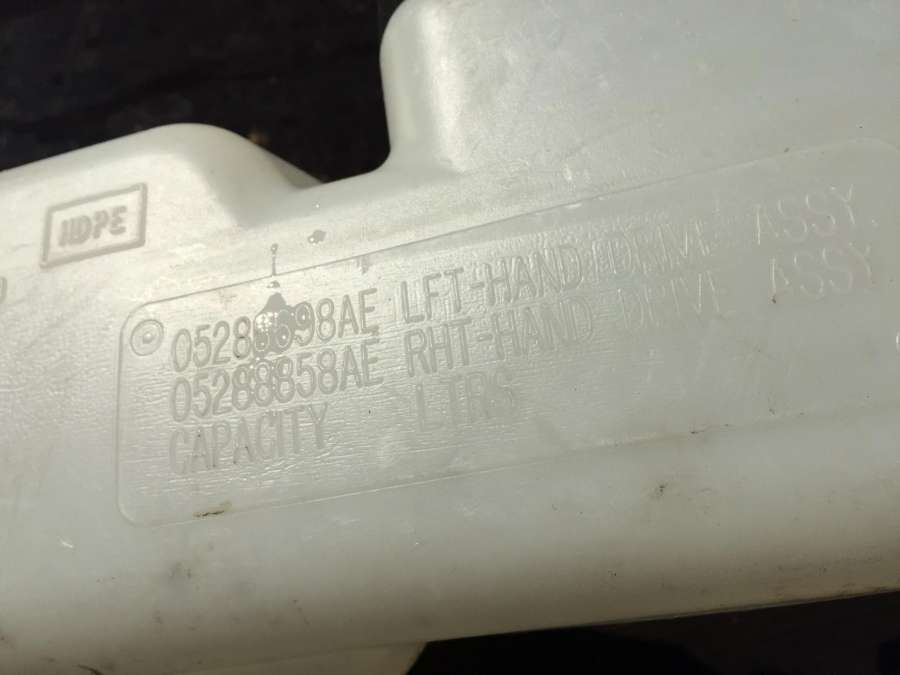 HDPE
LFT-HAND DRIVE ASSY
05288858AE RHT-HAND DRIVE ASSY
CAPACITY LTRS